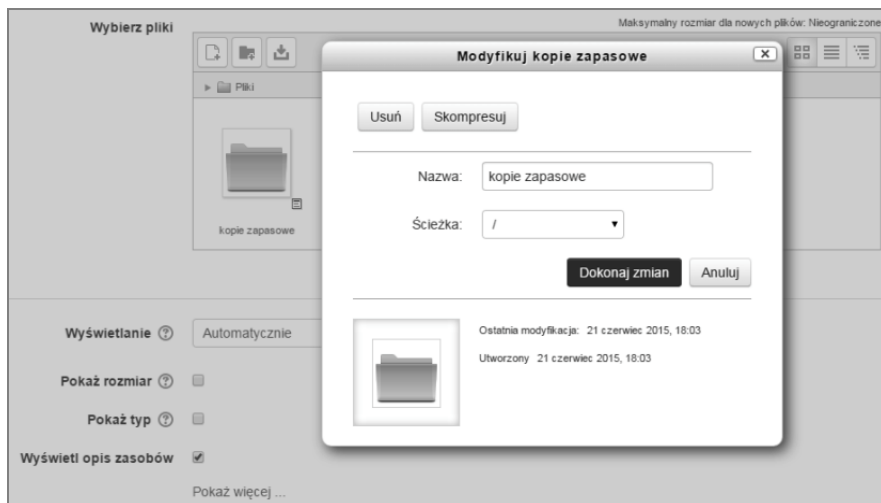 Wybierz pliki
Maksymalny rozmiar dla nowych plików: Nieograniczone
Modyfikuj kopie zapasowe
Pliki
kopie zapasowe
Usuń Skompresuj
Nazwa: kopie zapasowe
Ścieżka: /
Dokonaj zmian Anuluj
Ostatnia modyfikacja: 21 czerwiec 2015, 18:03
Utworzony 21 czerwiec 2015, 18:03
Wyświetlanie Automatycznie
Pokaż rozmiar
Pokaż typ
Wyświetl opis zasobów
Pokaż więcej ...